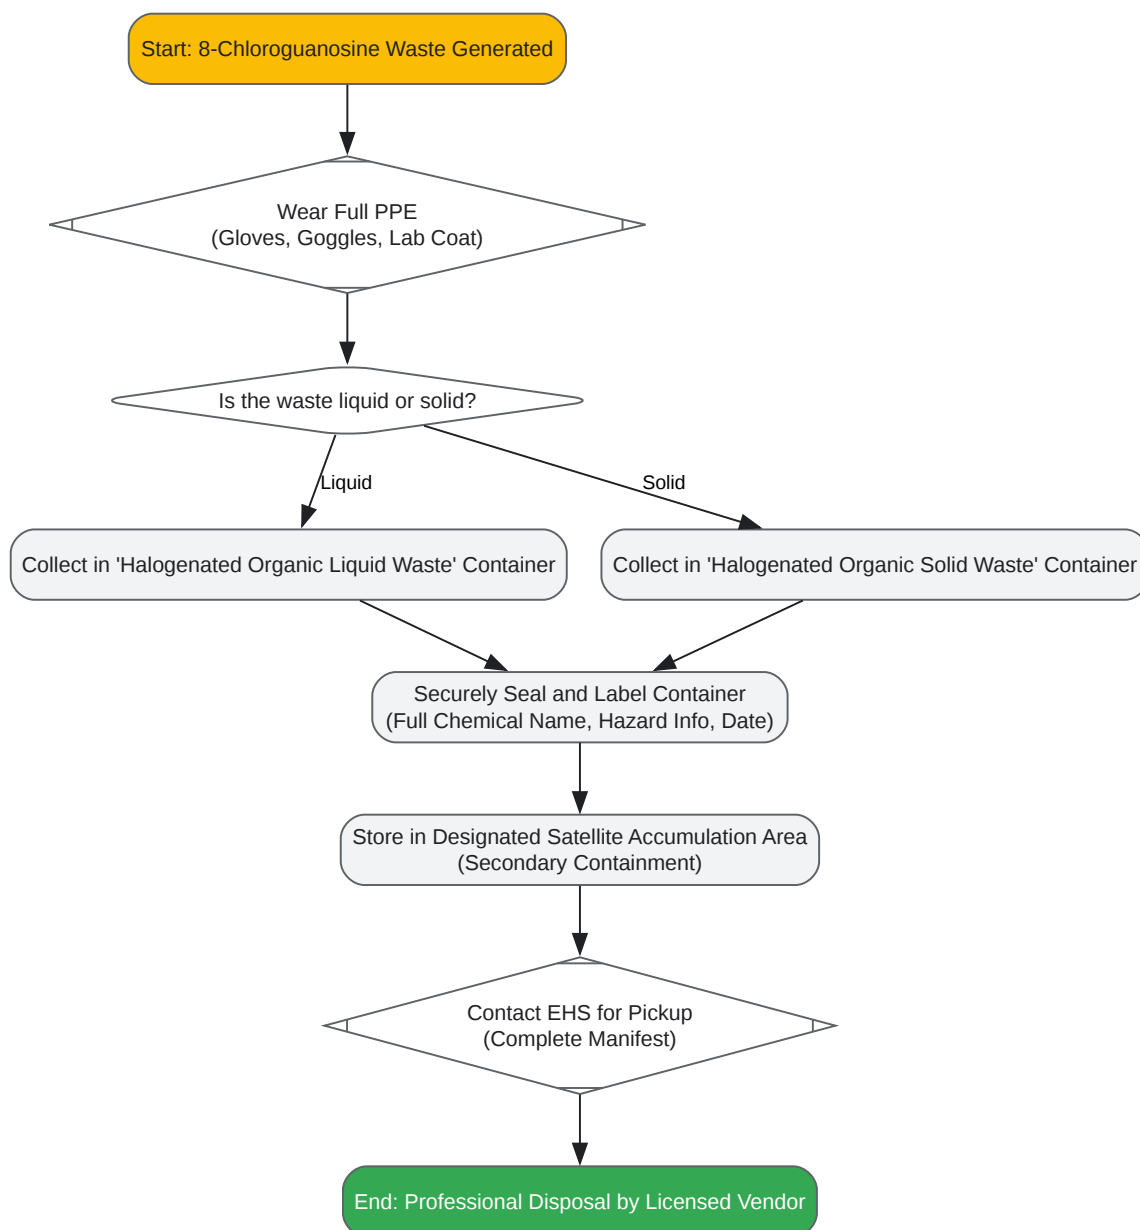 Start: 8-Chloroguanosine Waste Generated
Wear Full PPE
(Gloves, Goggles, Lab Coat)
Is the waste liquid or solid?
Liquid
Solid
Collect in 'Halogenated Organic Liquid Waste' Container
Collect in 'Halogenated Organic Solid Waste' Container
Securely Seal and Label Container
(Full Chemical Name, Hazard Info, Date)
Store in Designated Satellite Accumulation Area
(Secondary Containment)
Contact EHS for Pickup
(Complete Manifest)
End: Professional Disposal by Licensed Vendor